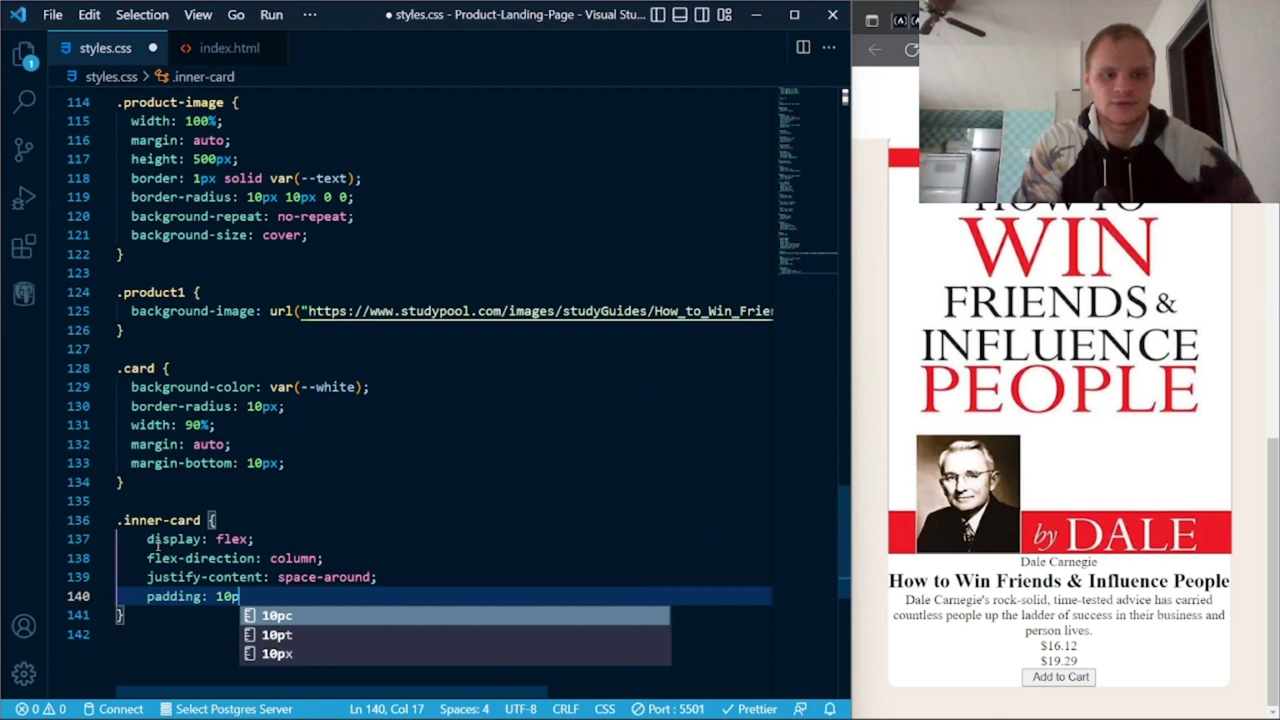 File Edit Selection View Go Run ··· ● styles.css - Product-Landing-Page - Visual Stu...
styles.css ● index.html
styles.css > .inner-card
114 .product-image {
115 width: 100%;
116 margin: auto;
117 height: 500px;
118 border: 1px solid var(--text);
119 border-radius: 10px 10px 0 0;
120 background-repeat: no-repeat;
121 background-size: cover;
122 }
123
124 .product1 {
125 background-image: url("https://www.studypool.com/images/studyGuides/How_to_Win_Frie
126 }
127
128 .card {
129 background-color: var(--white);
130 border-radius: 10px;
131 width: 90%;
132 margin: auto;
133 margin-bottom: 10px;
134 }
135
136 .inner-card {
137 display: flex;
138 flex-direction: column;
139 justify-content: space-around;
140 padding: 10p
141 }
142
10pc
10pt
10px
1
0 0 Connect Select Postgres Server Ln 140, Col 17 Spaces: 4 UTF-8 CRLF CSS Port : 5501 Prettier
HOW TO
WIN
FRIENDS &
INFLUENCE
PEOPLE
by DALE
Dale Carnegie
How to Win Friends & Influence People
Dale Carnegie's rock-solid, time-tested advice has carried
countless people up the ladder of success in their business and
person lives.
$16.12
$19.29
Add to Cart